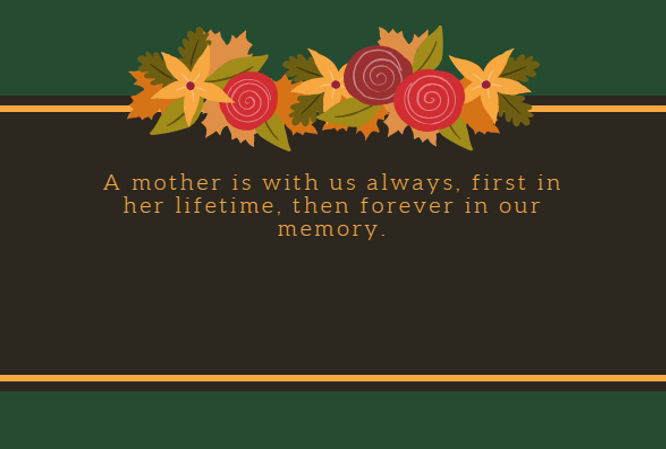 A mother is with us always, first in
her lifetime, then forever in our
memory.